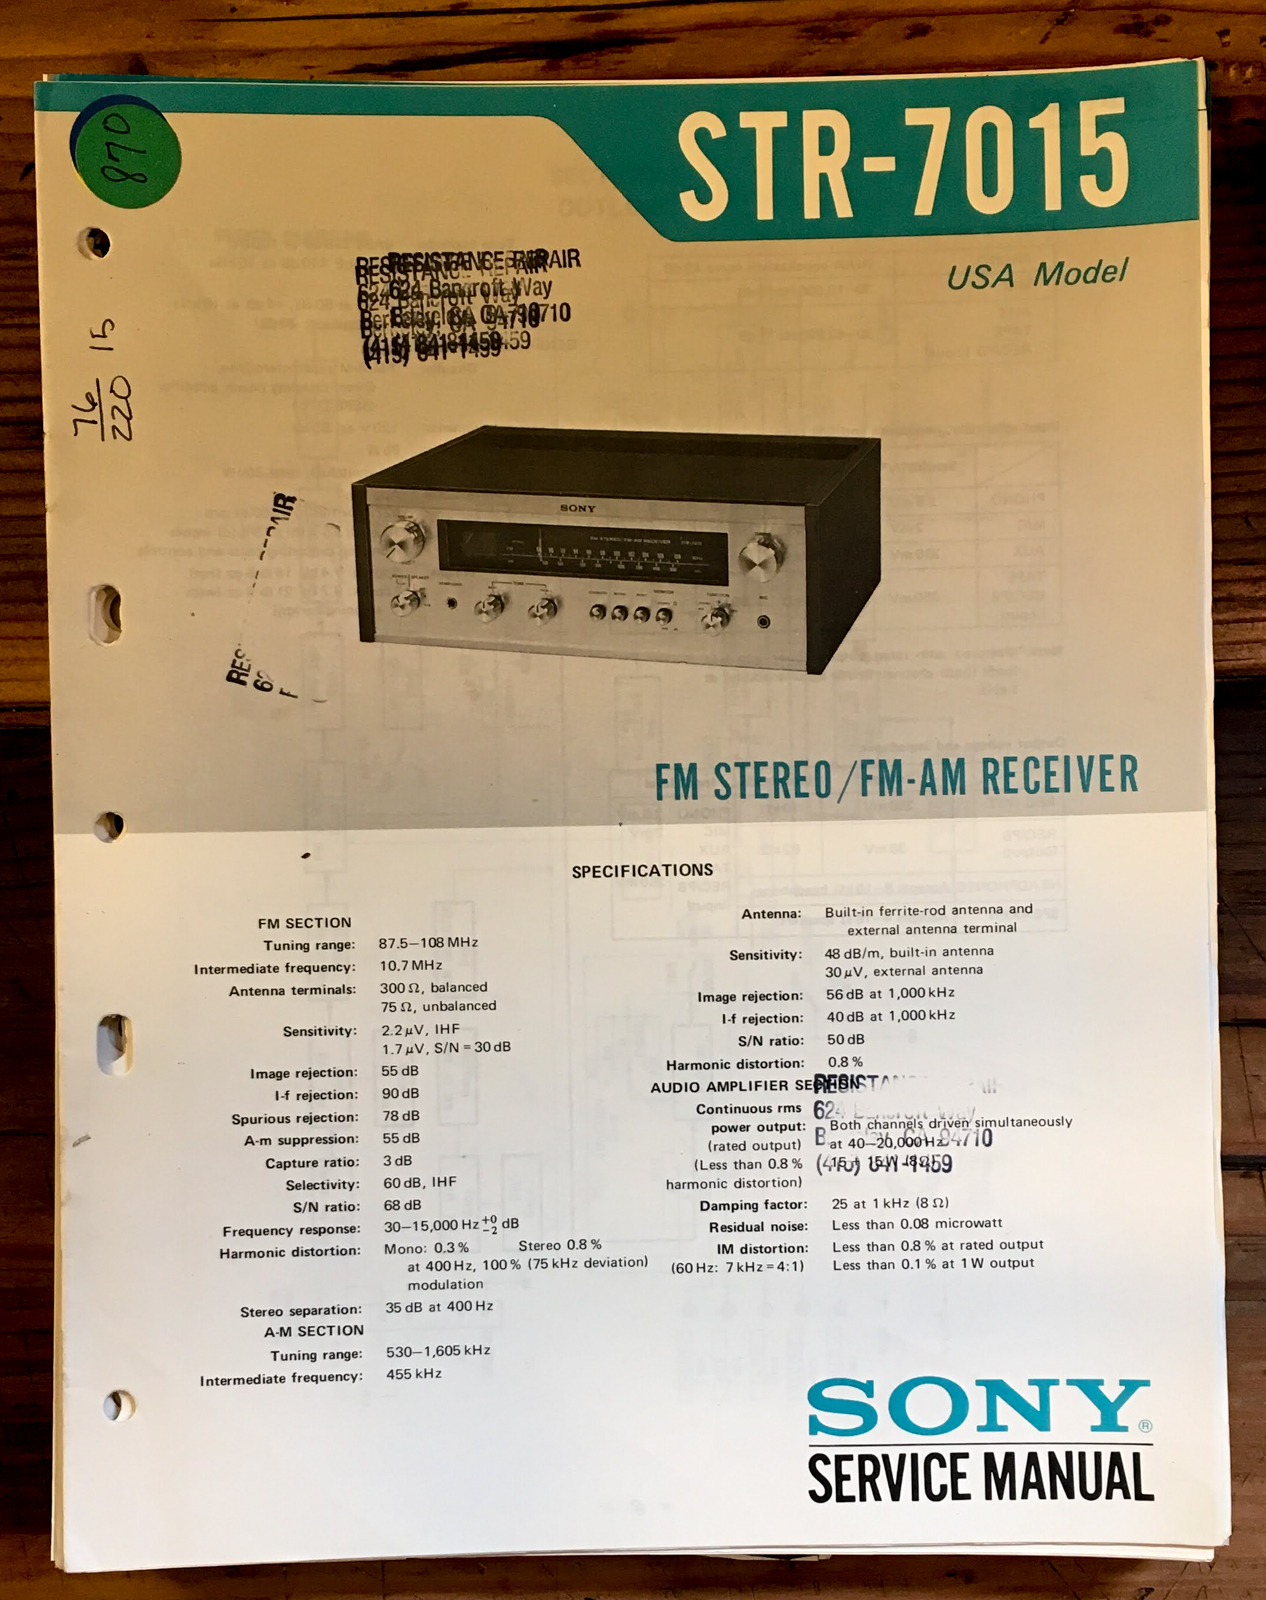 870
STR-7015
USA Model
RESISTANCE REPAIR
624 Bancroft Way
Berkeley, CA 94710
(415) 841-1459
15
76
220
SONY
FM STEREO/FM-AM RECEIVER
SPECIFICATIONS
FM SECTION
Tuning range: 87.5–108 MHz
Intermediate frequency: 10.7 MHz
Antenna terminals: 300 Ω, balanced
75 Ω, unbalanced
Sensitivity: 2.2 µV, IHF
1.7 µV, S/N = 30 dB
Image rejection: 55 dB
I-f rejection: 90 dB
Spurious rejection: 78 dB
A-m suppression: 55 dB
Capture ratio: 3 dB
Selectivity: 60 dB, IHF
S/N ratio: 68 dB
Frequency response: 30–15,000 Hz +0 −2 dB
Harmonic distortion: Mono: 0.3 % Stereo 0.8 %
at 400 Hz, 100 % (75 kHz deviation)
modulation
Stereo separation: 35 dB at 400 Hz
A-M SECTION
Tuning range: 530–1,605 kHz
Intermediate frequency: 455 kHz
Antenna: Built-in ferrite-rod antenna and
external antenna terminal
Sensitivity: 48 dB/m, built-in antenna
30 µV, external antenna
Image rejection: 56 dB at 1,000 kHz
I-f rejection: 40 dB at 1,000 kHz
S/N ratio: 50 dB
Harmonic distortion: 0.8 %
AUDIO AMPLIFIER SECTION
Continuous rms
power output: Both channels driven simultaneously
(rated output) at 40–20,000 Hz
(Less than 0.8 % 15 + 15 W (8 Ω)
harmonic distortion)
Damping factor: 25 at 1 kHz (8 Ω)
Residual noise: Less than 0.08 microwatt
IM distortion: Less than 0.8 % at rated output
(60 Hz: 7 kHz = 4:1) Less than 0.1 % at 1 W output
SONY ®
SERVICE MANUAL